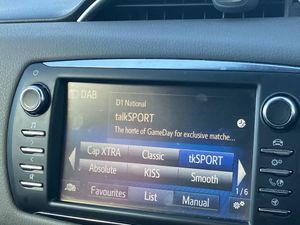 DAB
D1 National
talkSPORT
The home of GameDay for exclusive matche...
Cap XTRA
Classic
tkSPORT
Absolute
KISS
Smooth
1/6
Favourites
List
Manual